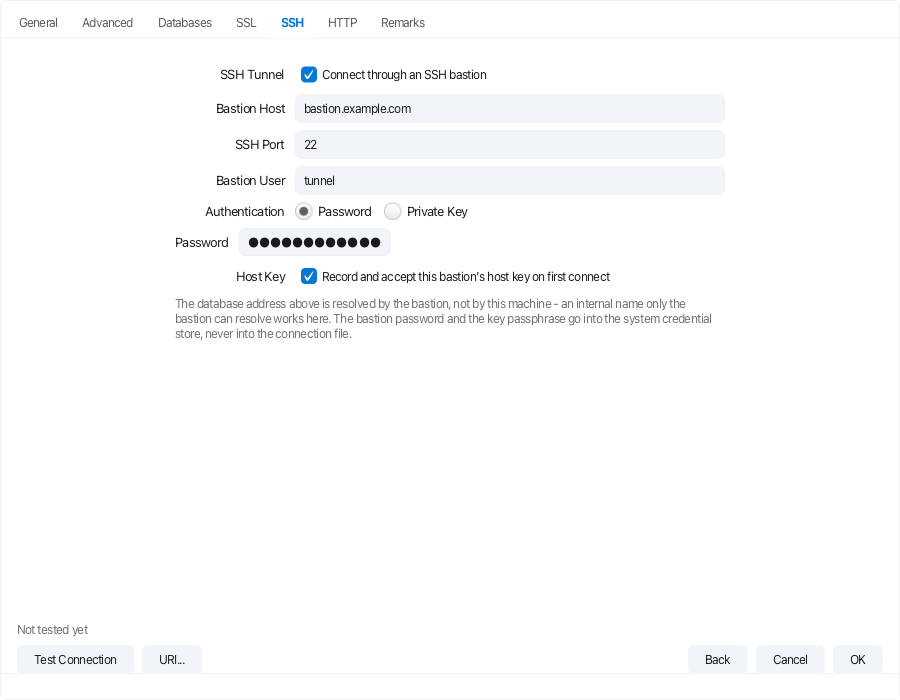 General Advanced Databases SSL SSH HTTP Remarks
SSH Tunnel Connect through an SSH bastion
Bastion Host bastion.example.com
SSH Port 22
Bastion User tunnel
Authentication Password Private Key
Password ●●●●●●●●●●●●
Host Key Record and accept this bastion's host key on first connect
The database address above is resolved by the bastion, not by this machine - an internal name only the
bastion can resolve works here. The bastion password and the key passphrase go into the system credential
store, never into the connection file.
Not tested yet
Test Connection URI... Back Cancel OK